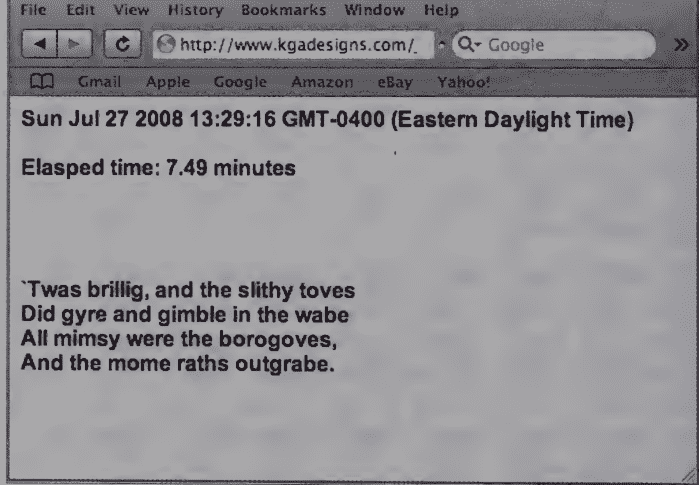 File Edit View History Bookmarks Window Help
http://www.kgadesigns.com/_ Google
Gmail Apple Google Amazon eBay Yahoo!
Sun Jul 27 2008 13:29:16 GMT-0400 (Eastern Daylight Time)
Elasped time: 7.49 minutes
`Twas brillig, and the slithy toves
Did gyre and gimble in the wabe
All mimsy were the borogoves,
And the mome raths outgrabe.